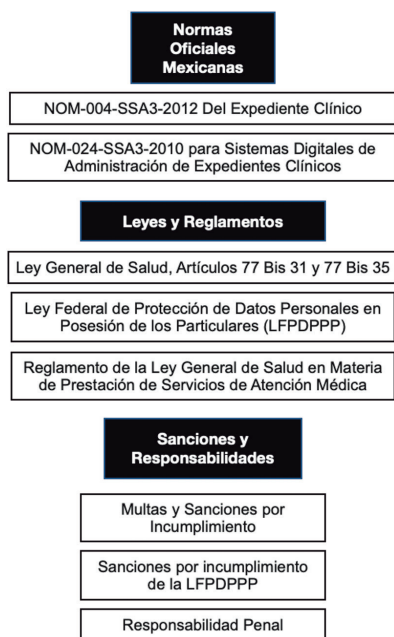 Normas
Oficiales
Mexicanas
NOM-004-SSA3-2012 Del Expediente Clínico
NOM-024-SSA3-2010 para Sistemas Digitales de
Administración de Expedientes Clínicos
Leyes y Reglamentos
Ley General de Salud, Artículos 77 Bis 31 y 77 Bis 35
Ley Federal de Protección de Datos Personales en
Posesión de los Particulares (LFPDPPP)
Reglamento de la Ley General de Salud en Materia
de Prestación de Servicios de Atención Médica
Sanciones y
Responsabilidades
Multas y Sanciones por
Incumplimiento
Sanciones por incumplimiento
de la LFPDPPP
Responsabilidad Penal